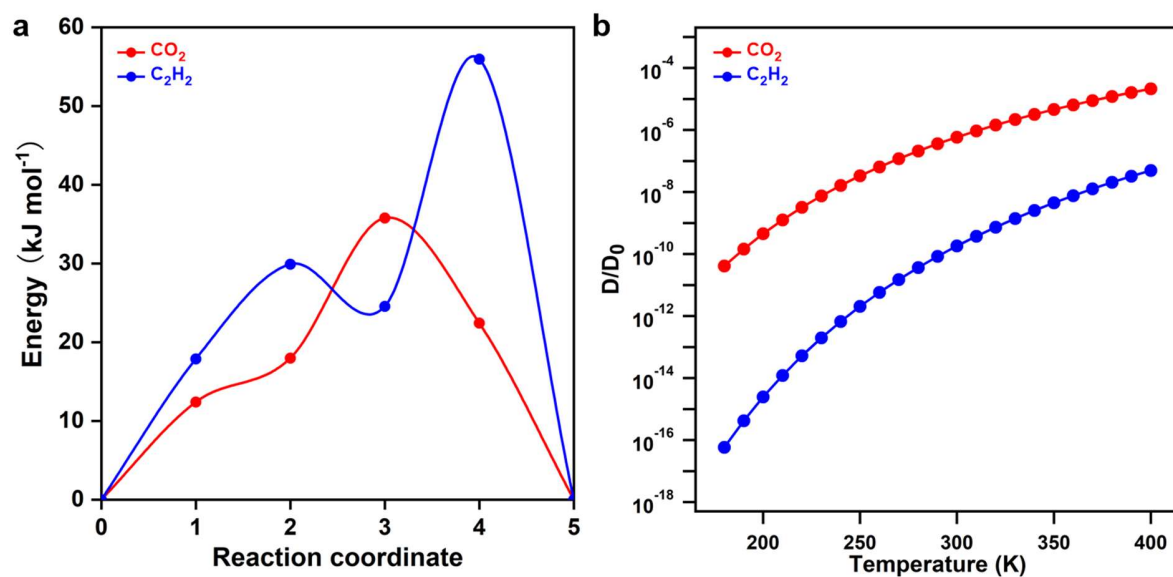 a
60
50
40
30
20
10
0
Energy (kJ mol⁻¹)
CO₂
C₂H₂
0 1 2 3 4 5
Reaction coordinate
b
10⁻⁴
10⁻⁶
10⁻⁸
10⁻¹⁰
10⁻¹²
10⁻¹⁴
10⁻¹⁶
10⁻¹⁸
D/D₀
CO₂
C₂H₂
200 250 300 350 400
Temperature (K)